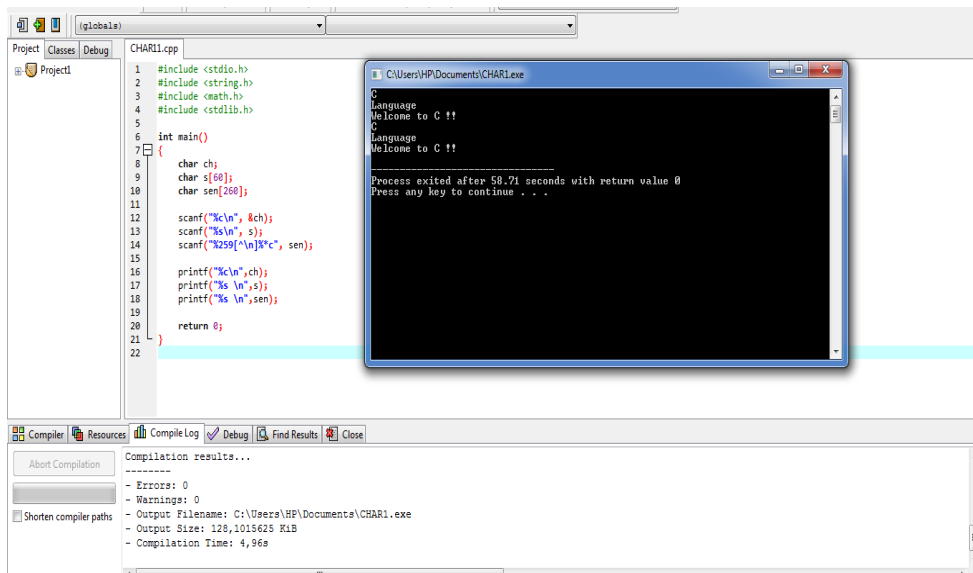 (globals)
Project Classes Debug
CHAR11.cpp
Project1
1 #include <stdio.h>
2 #include <string.h>
3 #include <math.h>
4 #include <stdlib.h>
5
6 int main()
7 {
8 char ch;
9 char s[60];
10 char sen[260];
11
12 scanf("%c\n", &ch);
13 scanf("%s\n", s);
14 scanf("%259[^\n]%*c", sen);
15
16 printf("%c\n",ch);
17 printf("%s \n",s);
18 printf("%s \n",sen);
19
20 return 0;
21 }
22
C:\Users\HP\Documents\CHAR1.exe
C
Language
Welcome to C !!
C
Language
Welcome to C !!
--------------------------------
Process exited after 58.71 seconds with return value 0
Press any key to continue . . .
Compiler Resources Compile Log Debug Find Results Close
Abort Compilation
Shorten compiler paths
Compilation results...
--------
- Errors: 0
- Warnings: 0
- Output Filename: C:\Users\HP\Documents\CHAR1.exe
- Output Size: 128,1015625 KiB
- Compilation Time: 4,96s